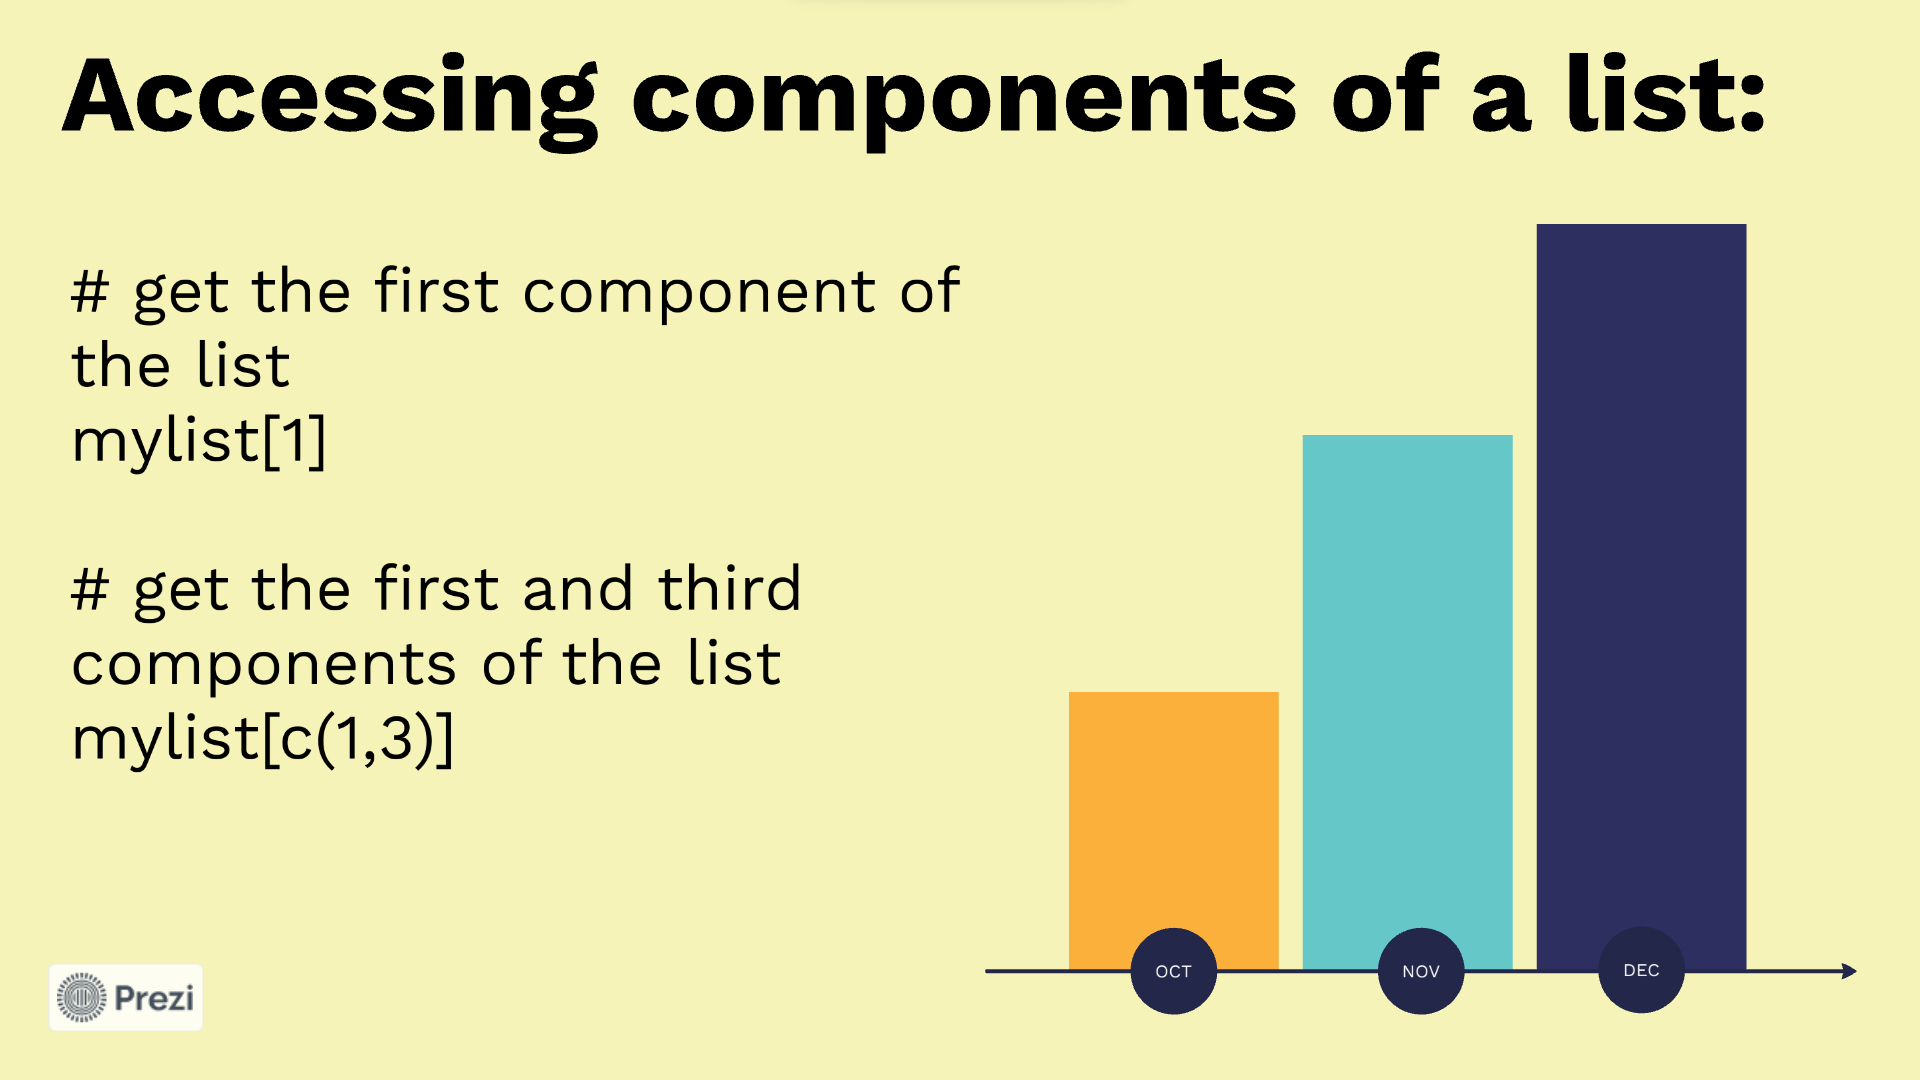 Accessing components of a list:
# get the first component of
the list
mylist[1]
# get the first and third
components of the list
mylist[c(1,3)]
OCT
NOV
DEC
Prezi